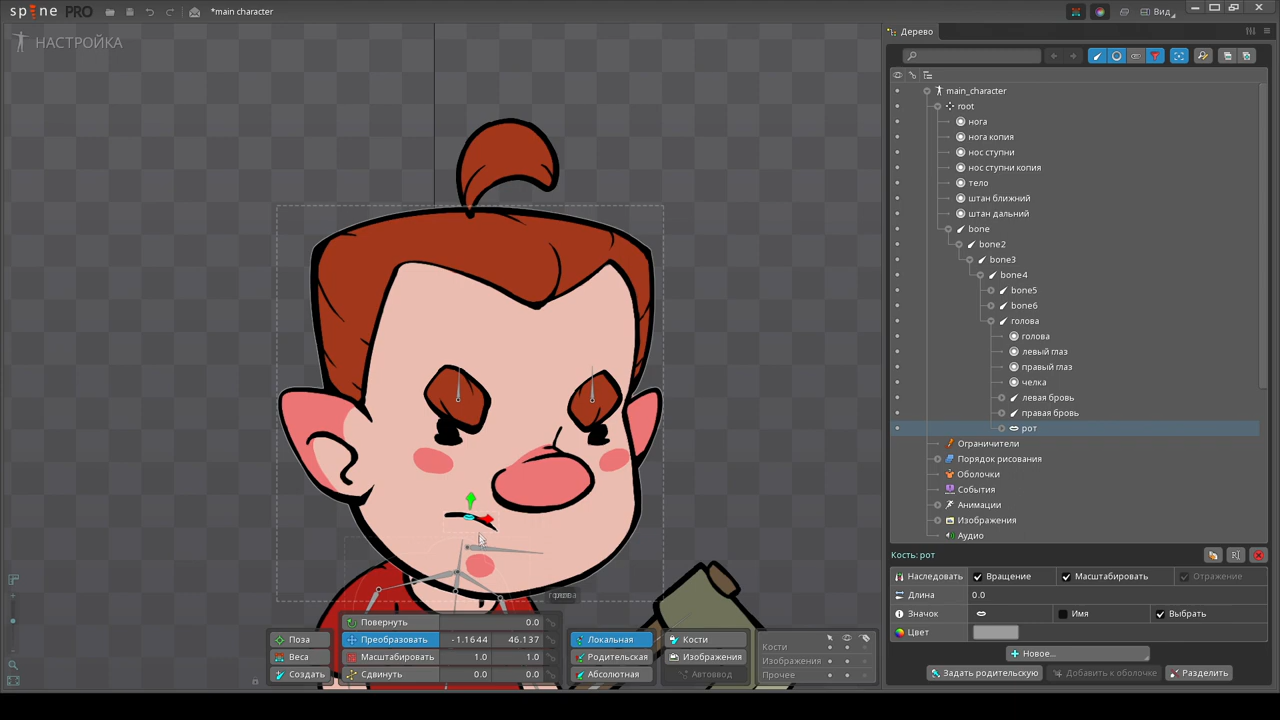 spine PRO
*main character
Вид
НАСТРОЙКА
Дерево
main_character
root
нога
нога копия
нос ступни
нос ступни копия
тело
штан ближний
штан дальний
bone
bone2
bone3
bone4
bone5
bone6
голова
голова
левый глаз
правый глаз
челка
левая бровь
правая бровь
рот
Ограничители
Порядок рисования
Оболочки
События
Анимации
Изображения
Аудио
Кость: рот
Наследовать Вращение Масштабировать Отражение
Длина 0.0
Значок Имя Выбрать
Цвет
Новое...
Задать родительскую Добавить к оболочке Разделить
Поза
Веса
Создать
Повернуть 0.0
Преобразовать -1.1644 46.137
Масштабировать 1.0 1.0
Сдвинуть 0.0 0.0
Локальная
Родительская
Абсолютная
Кости
Изображения
Автоввод
Кости
Изображения
Прочее